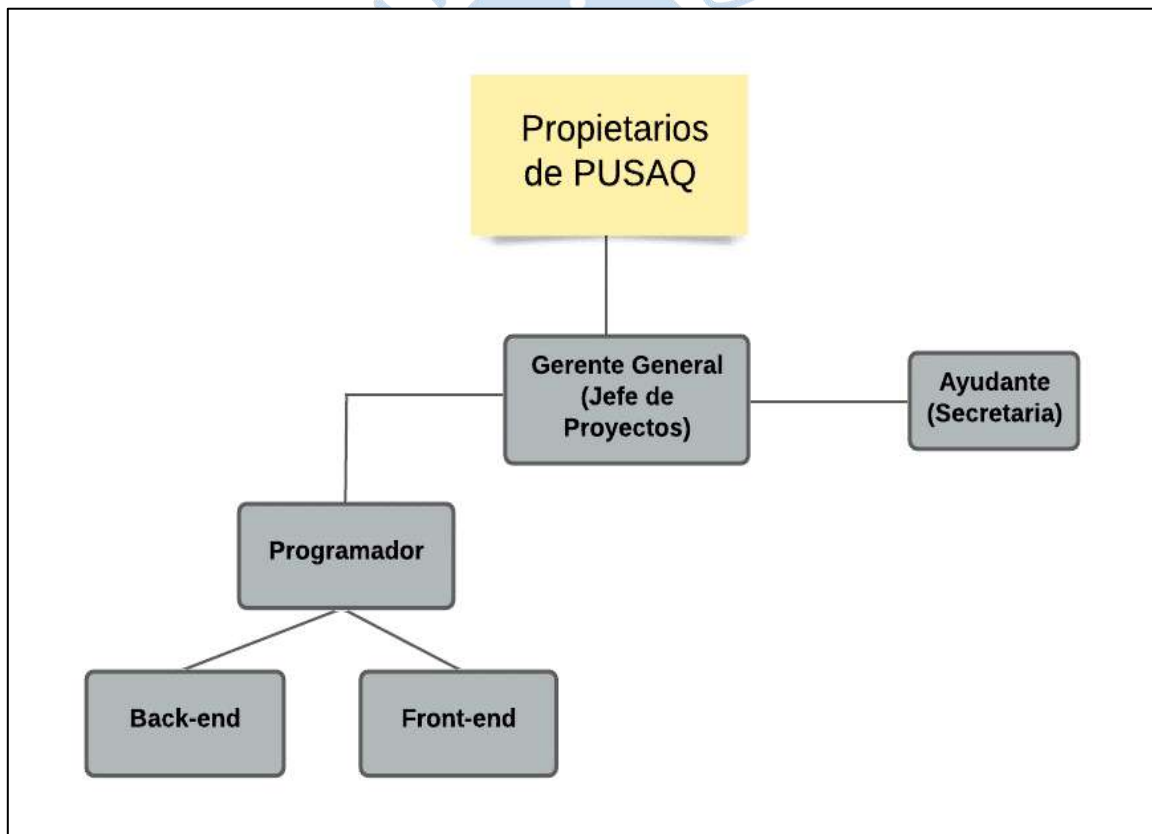 Propietarios
de PUSAQ
Gerente General
(Jefe de
Proyectos)
Ayudante
(Secretaria)
Programador
Back-end
Front-end